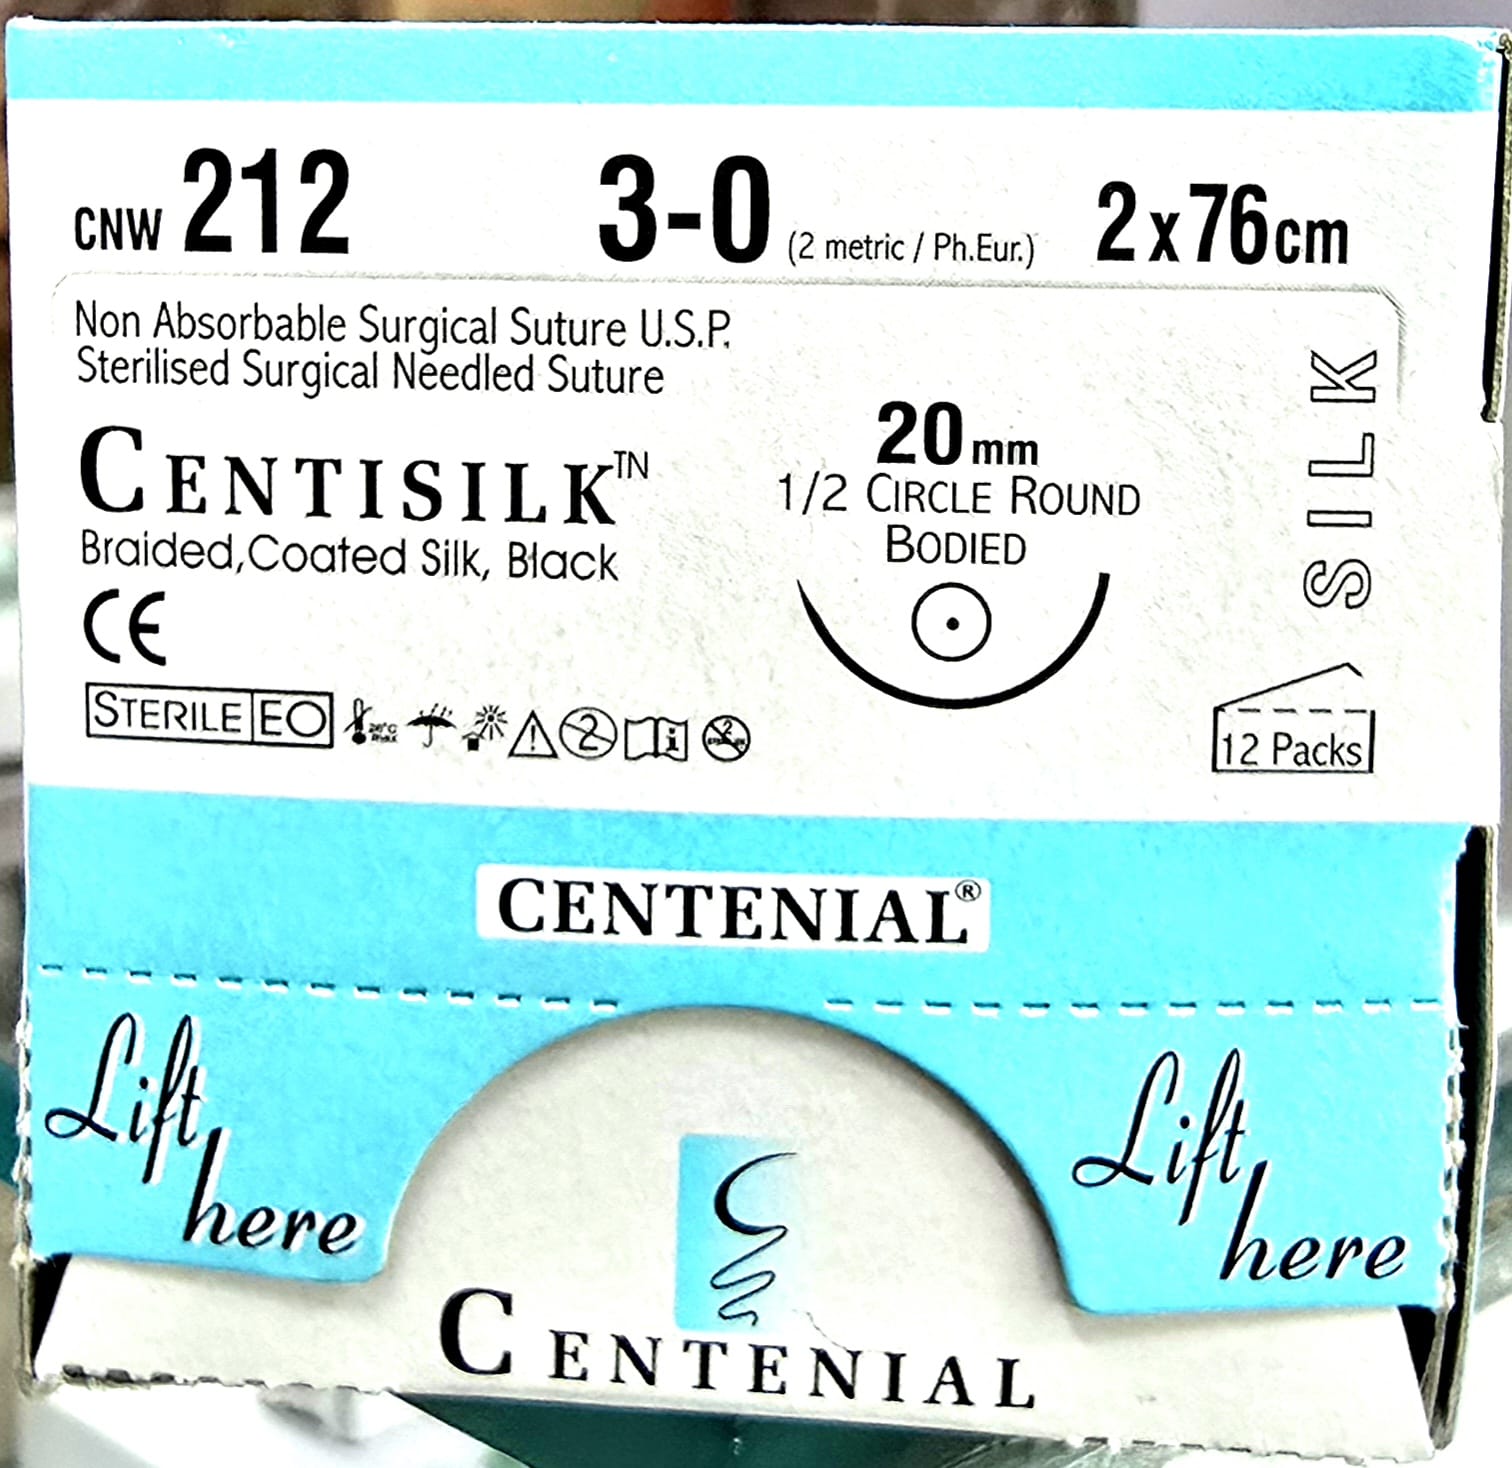 CNW 212 3-0 (2 metric / Ph.Eur.) 2x76cm
Non Absorbable Surgical Suture U.S.P.
Sterilised Surgical Needled Suture
CENTISILK™
Braided,Coated Silk, Black
CE
STERILE EO
20 mm
1/2 CIRCLE ROUND
BODIED
SILK
12 Packs
CENTENIAL®
Lift
here
Lift
here
CENTENIAL